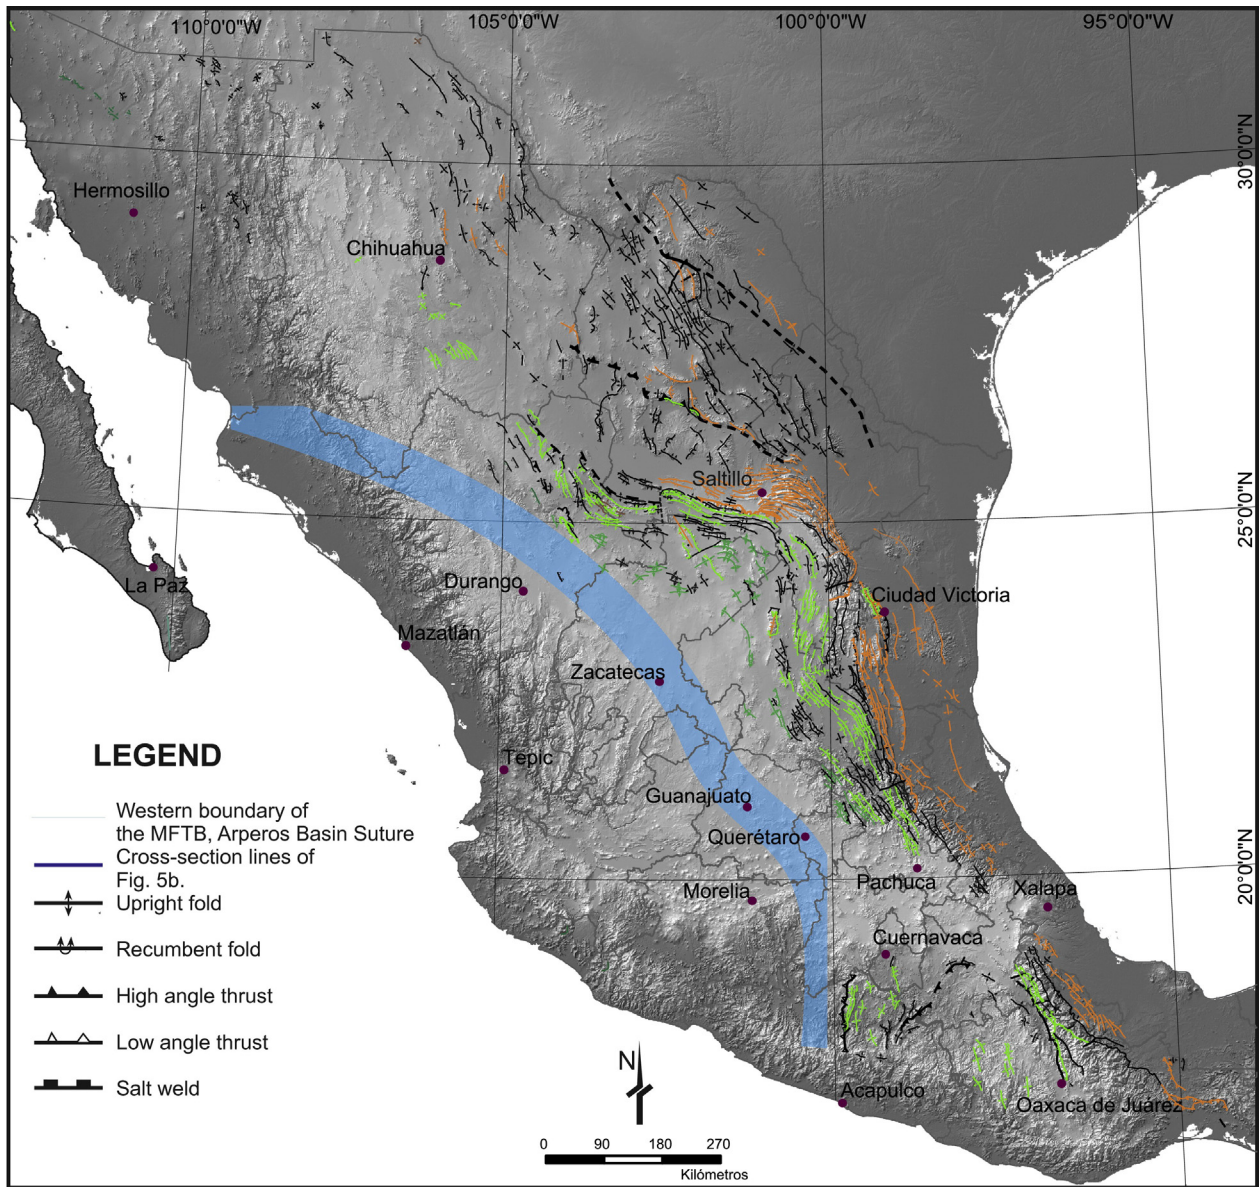 110°0'0"W
105°0'0"W
100°0'0"W
95°0'0"W
30°0'0"N
Hermosillo
Chihuahua
Saltillo
25°0'0"N
La Paz
Durango
Ciudad Victoria
Mazatlán
Zacatecas
LEGEND
Tepic
Guanajuato
Western boundary of
the MFTB, Arperos Basin Suture
Querétaro
Cross-section lines of
Fig. 5b.
20°0'0"N
Pachuca
Morelia
Xalapa
Upright fold
Cuernavaca
Recumbent fold
High angle thrust
Low angle thrust
N
Salt weld
Acapulco
Oaxaca de Juárez
0 90 180 270
Kilómetros